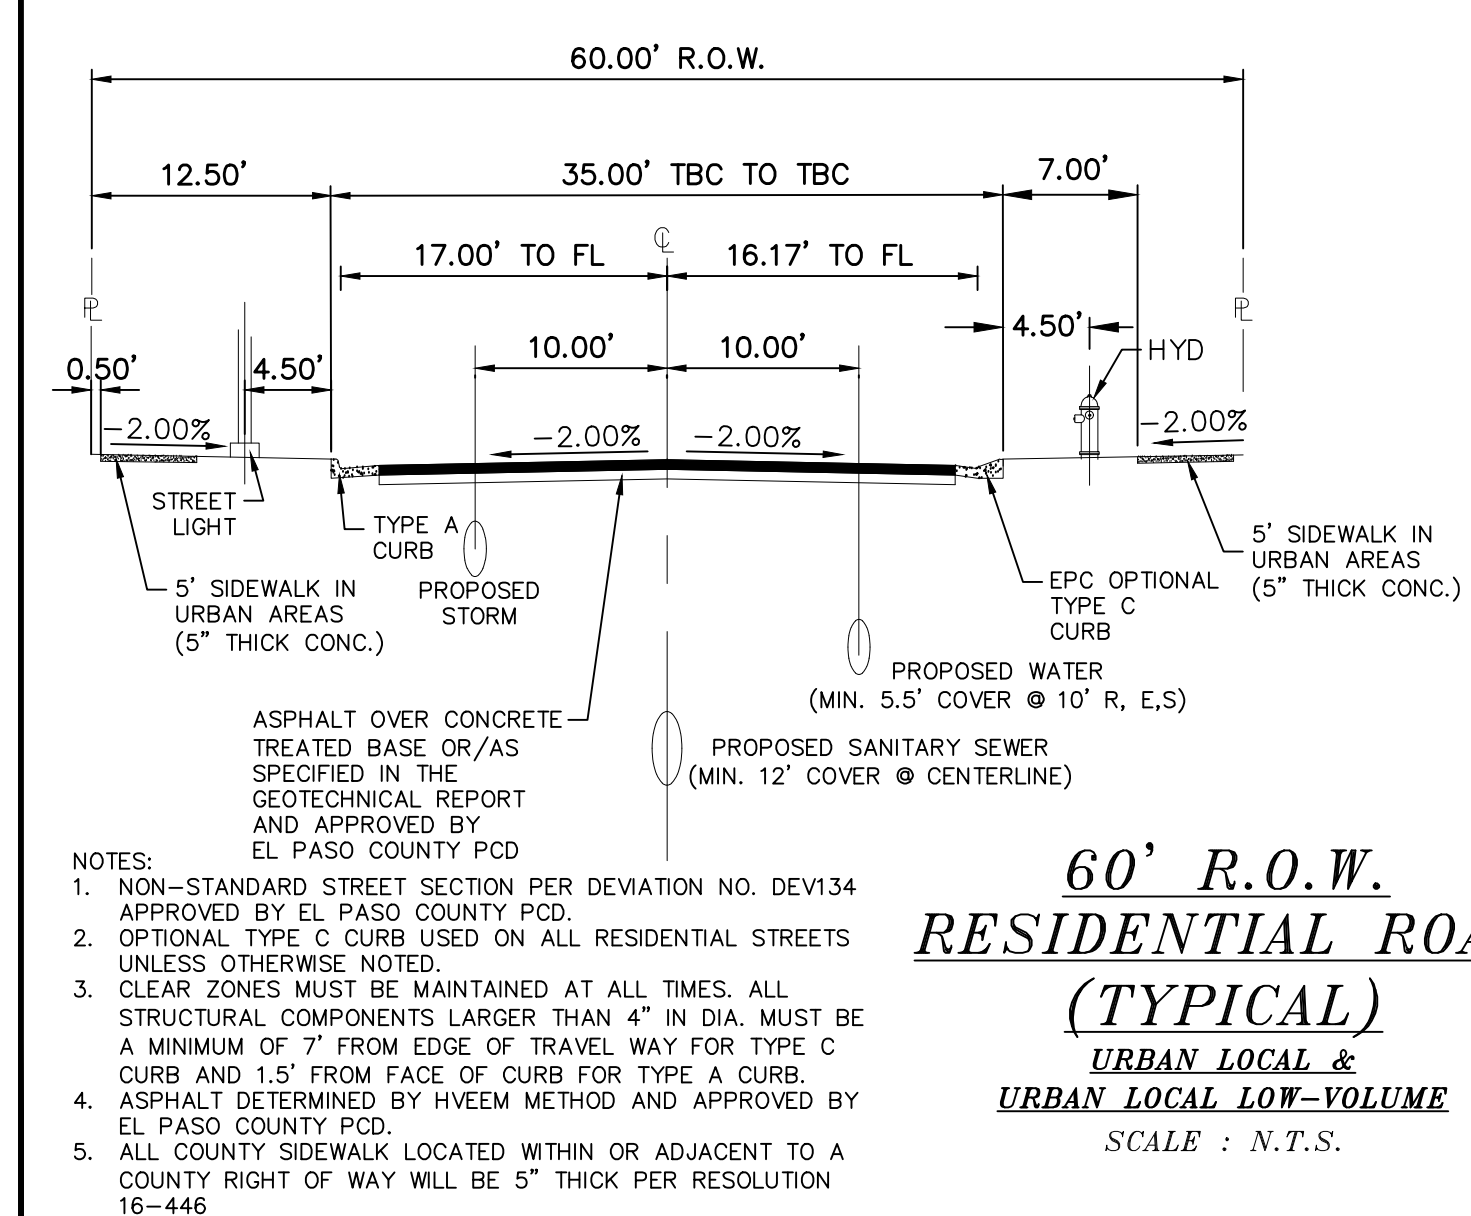 60.00' R.O.W.
12.50'
35.00' TBC TO TBC
7.00'
17.00' TO FL
℄
16.17' TO FL
PL
PL
0.50'
4.50'
10.00'
10.00'
4.50'
HYD
-2.00%
-2.00%
-2.00%
-2.00%
STREET
LIGHT
TYPE A
CURB
5' SIDEWALK IN
URBAN AREAS
(5" THICK CONC.)
PROPOSED
STORM
EPC OPTIONAL
TYPE C
CURB
5' SIDEWALK IN
URBAN AREAS
(5" THICK CONC.)
PROPOSED WATER
(MIN. 5.5' COVER @ 10' R, E,S)
ASPHALT OVER CONCRETE
TREATED BASE OR/AS
SPECIFIED IN THE
GEOTECHNICAL REPORT
AND APPROVED BY
EL PASO COUNTY PCD
PROPOSED SANITARY SEWER
(MIN. 12' COVER @ CENTERLINE)
NOTES:
1. NON-STANDARD STREET SECTION PER DEVIATION NO. DEV134
APPROVED BY EL PASO COUNTY PCD.
2. OPTIONAL TYPE C CURB USED ON ALL RESIDENTIAL STREETS
UNLESS OTHERWISE NOTED.
3. CLEAR ZONES MUST BE MAINTAINED AT ALL TIMES. ALL
STRUCTURAL COMPONENTS LARGER THAN 4" IN DIA. MUST BE
A MINIMUM OF 7' FROM EDGE OF TRAVEL WAY FOR TYPE C
CURB AND 1.5' FROM FACE OF CURB FOR TYPE A CURB.
4. ASPHALT DETERMINED BY HVEEM METHOD AND APPROVED BY
EL PASO COUNTY PCD.
5. ALL COUNTY SIDEWALK LOCATED WITHIN OR ADJACENT TO A
COUNTY RIGHT OF WAY WILL BE 5" THICK PER RESOLUTION
16-446
60' R.O.W.
RESIDENTIAL
(TYPICAL)
URBAN LOCAL &
URBAN LOCAL LOW-VOLUME
SCALE : N.T.S.